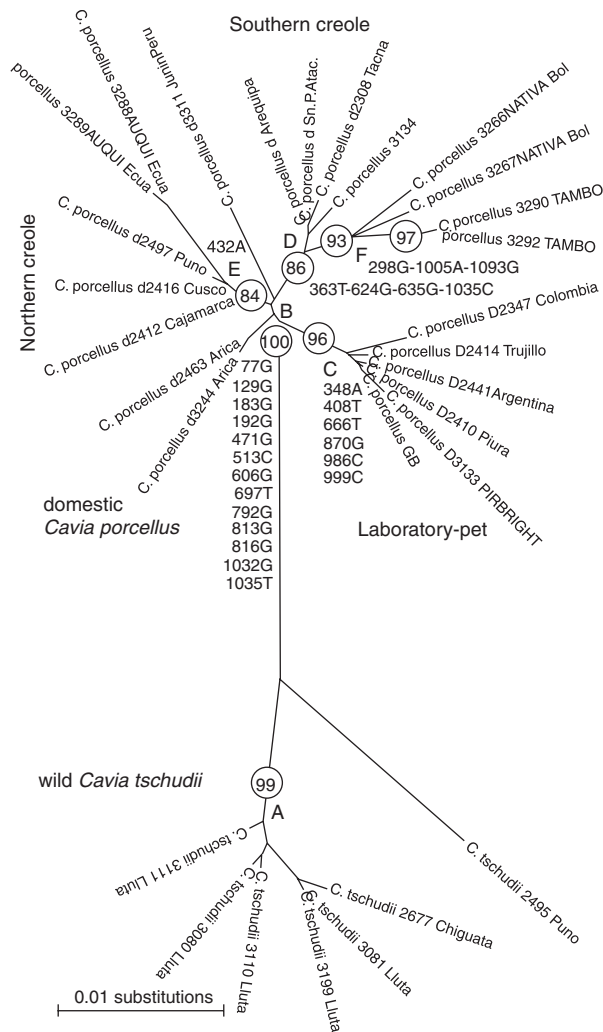 Southern creole
C. porcellus 3288AUQUI Ecua
porcellus 3289AUQUI Ecua
C. porcellus d3311 JuninPeru
porcellus d Arequipa
C. porcellus d Sn.P.Atac.
C. porcellus d2308 Tacna
C. porcellus 3134
C. porcellus 3266NATIVA Bol
C. porcellus 3267NATIVA Bol
C. porcellus 3290 TAMBO
porcellus 3292 TAMBO
D
93
97
F
86
298G-1005A-1093G
363T-624G-635G-1035C
Northern creole
432A
E
84
C. porcellus d2497 Puno
C. porcellus d2416 Cusco
C. porcellus d2412 Cajamarca
C. porcellus d2463 Arica
C. porcellus d3244 Arica
B
100
96
C
C. porcellus D2347 Colombia
C. porcellus D2414 Trujillo
C. porcellus D2441Argentina
C. porcellus D2410 Piura
C. porcellus D3133 PIRBRIGHT
C. porcellus GB
77G
129G
183G
192G
471G
513C
606G
697T
792G
813G
816G
1032G
1035T
348A
408T
666T
870G
986C
999C
domestic
Cavia porcellus
Laboratory-pet
wild Cavia tschudii
99
A
C. tschudii 3111 Lluta
C. tschudii 3080 Lluta
C. tschudii 3110 Lluta
C. tschudii 3199 Lluta
C. tschudii 3081 Lluta
C. tschudii 2677 Chiguata
C. tschudii 2495 Puno
0.01 substitutions